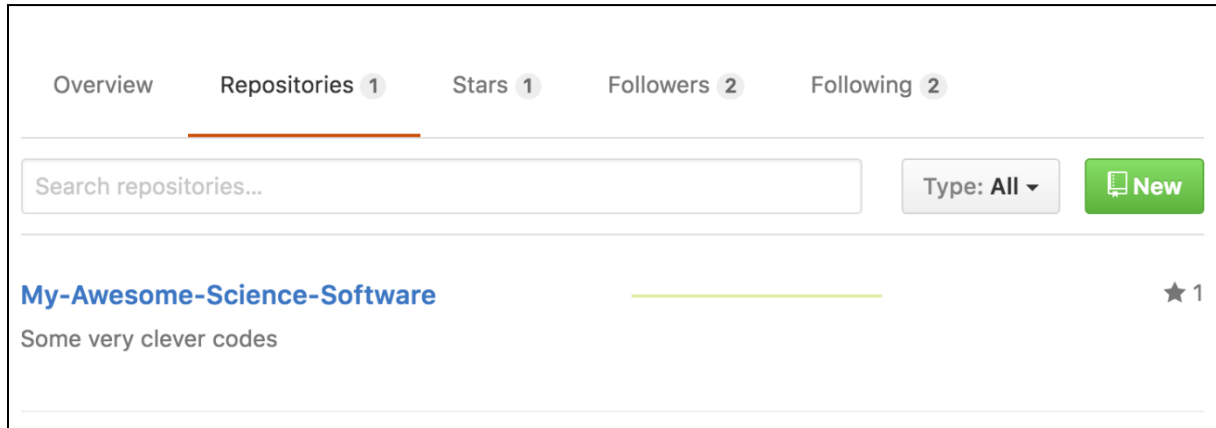 Overview Repositories 1 Stars 1 Followers 2 Following 2
Search repositories... Type: All New
My-Awesome-Science-Software 1
Some very clever codes